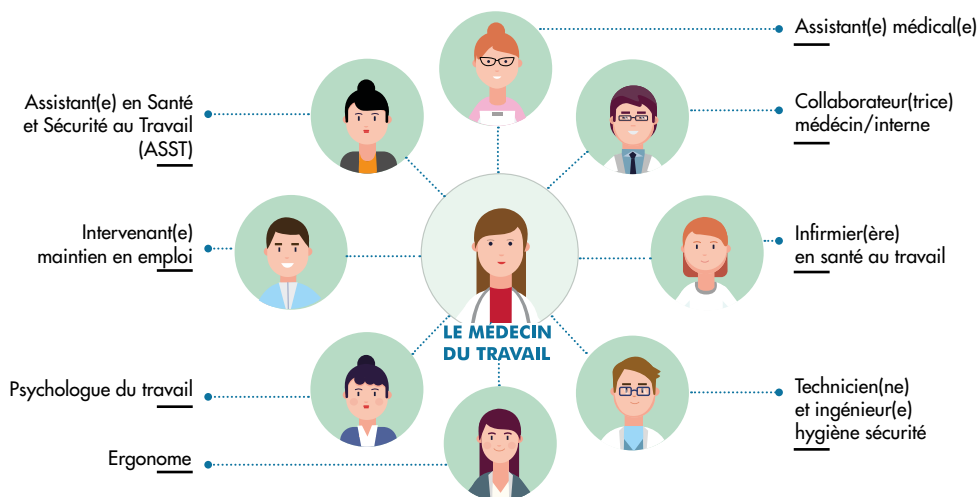 Assistant(e) médical(e)
Assistant(e) en Santé
et Sécurité au Travail
(ASST)
Collaborateur(trice)
médécin/interne
Intervenant(e)
maintien en emploi
Infirmier(ère)
en santé au travail
LE MÉDECIN
DU TRAVAIL
Psychologue du travail
Technicien(ne)
et ingénieur(e)
hygiène sécurité
Ergonome